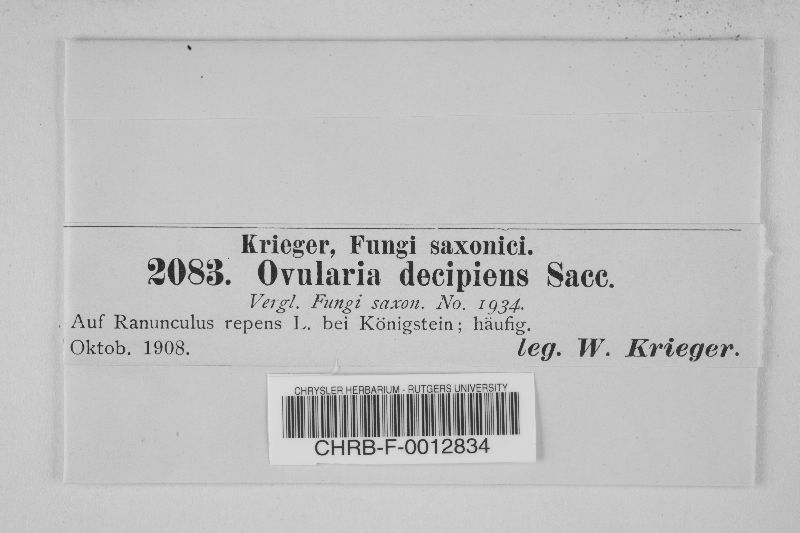 Krieger, Fungi saxonici.
2083. Ovularia decipiens Sacc.
Vergl. Fungi saxon. No. 1934.
Auf Ranunculus repens L. bei Königstein; häufig.
Oktob. 1908.
leg. W. Krieger.
CHRYSLER HERBARIUM - RUTGERS UNIVERSITY
CHRB-F-0012834